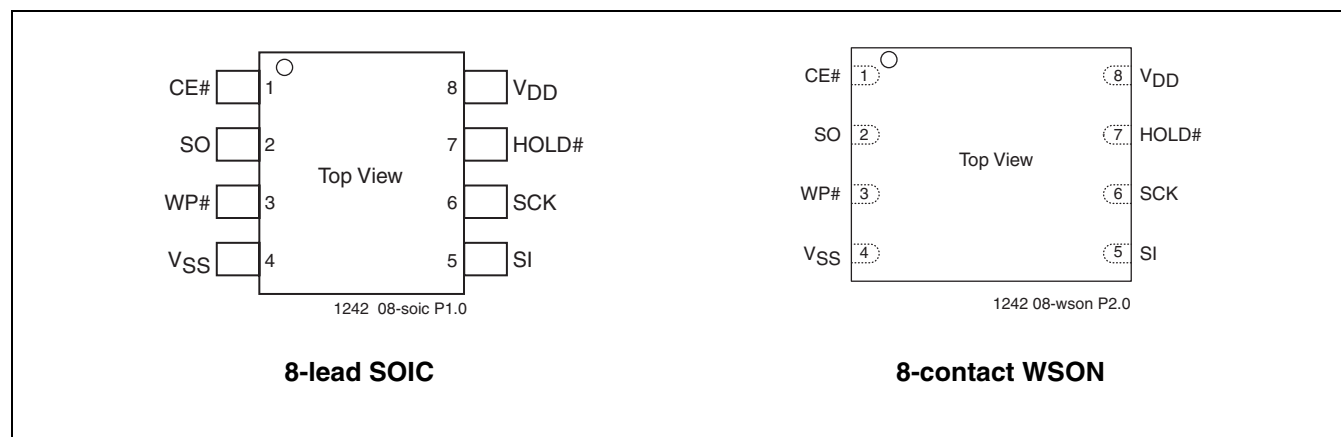 CE# 1 8 VDD
SO 2 7 HOLD#
Top View
WP# 3 6 SCK
VSS 4 5 SI
1242 08-soic P1.0
8-lead SOIC
CE# 1 8 VDD
SO 2 7 HOLD#
Top View
WP# 3 6 SCK
VSS 4 5 SI
1242 08-wson P2.0
8-contact WSON